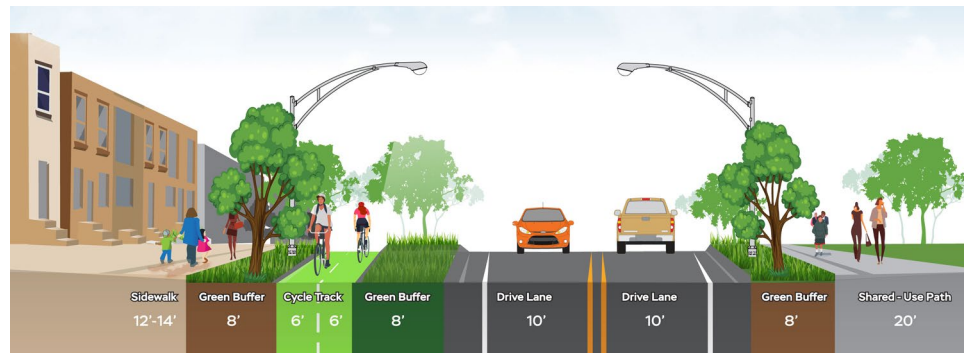 Sidewalk
12'-14'
Green Buffer
8'
Cycle Track
6' 6'
Green Buffer
8'
Drive Lane
10'
Drive Lane
10'
Green Buffer
8'
Shared - Use Path
20'